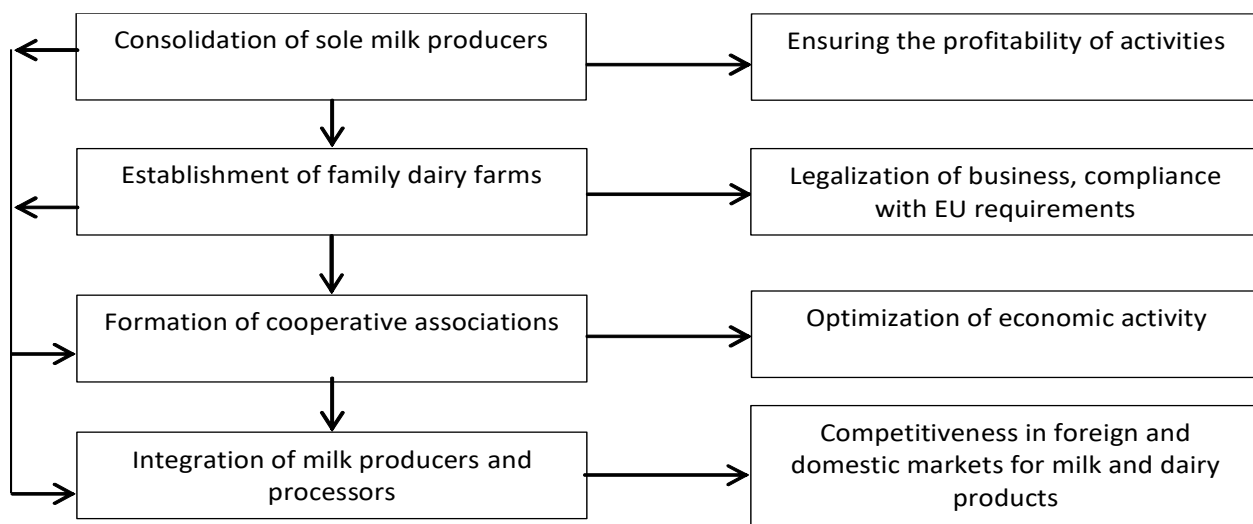 Consolidation of sole milk producers
Ensuring the profitability of activities
Establishment of family dairy farms
Legalization of business, compliance
with EU requirements
Formation of cooperative associations
Optimization of economic activity
Integration of milk producers and
processors
Competitiveness in foreign and
domestic markets for milk and dairy
products